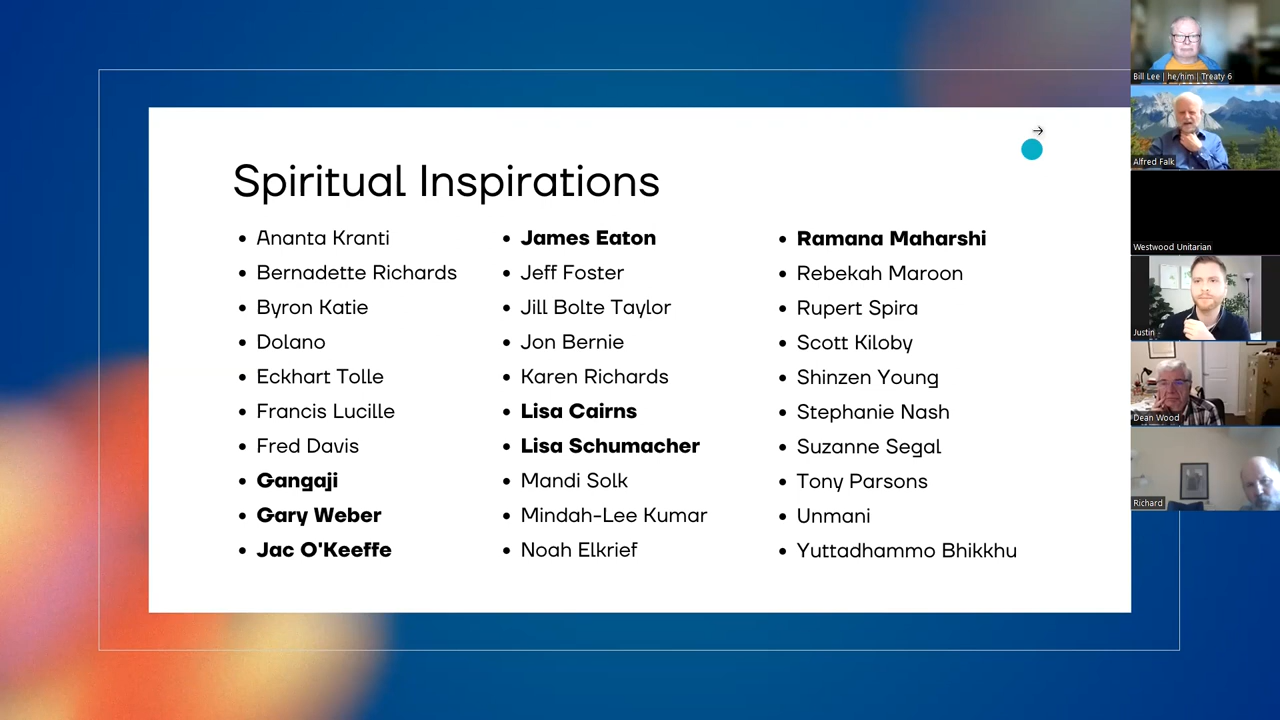 Spiritual Inspirations
• Ananta Kranti
• Bernadette Richards
• Byron Katie
• Dolano
• Eckhart Tolle
• Francis Lucille
• Fred Davis
• Gangaji
• Gary Weber
• Jac O'Keeffe
• James Eaton
• Jeff Foster
• Jill Bolte Taylor
• Jon Bernie
• Karen Richards
• Lisa Cairns
• Lisa Schumacher
• Mandi Solk
• Mindah-Lee Kumar
• Noah Elkrief
• Ramana Maharshi
• Rebekah Maroon
• Rupert Spira
• Scott Kiloby
• Shinzen Young
• Stephanie Nash
• Suzanne Segal
• Tony Parsons
• Unmani
• Yuttadhammo Bhikkhu
Bill Lee | he/him | Treaty 6
Alfred Falk
Westwood Unitarian
Justin
Dean Wood
Richard